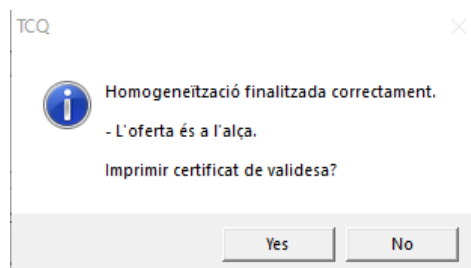 TCQ
Homogeneïtzació finalitzada correctament.
- L'oferta és a l'alça.
Imprimir certificat de validesa?
Yes
No